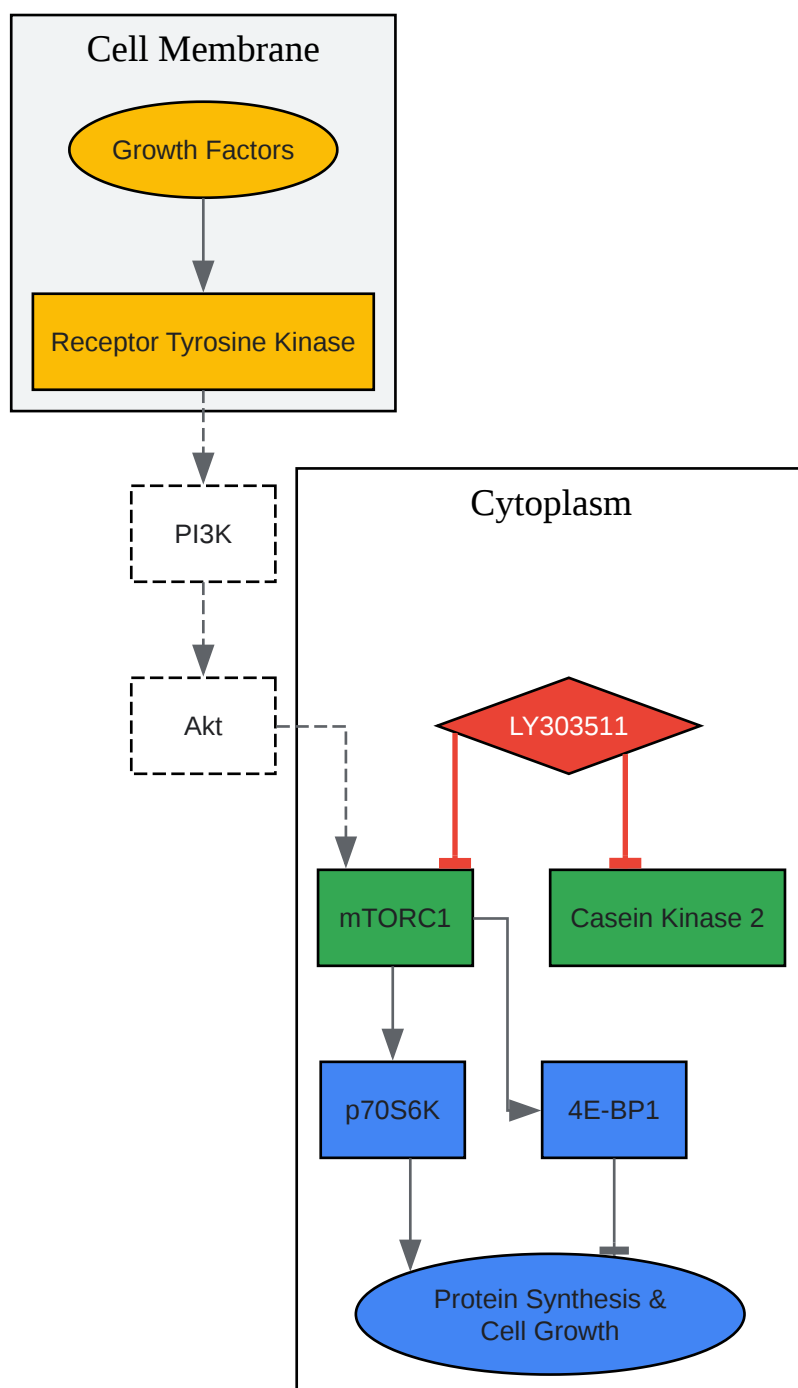 Cell Membrane
Growth Factors
Receptor Tyrosine Kinase
PI3K
Cytoplasm
Akt
LY303511
mTORC1
Casein Kinase 2
p70S6K
4E-BP1
Protein Synthesis &
Cell Growth